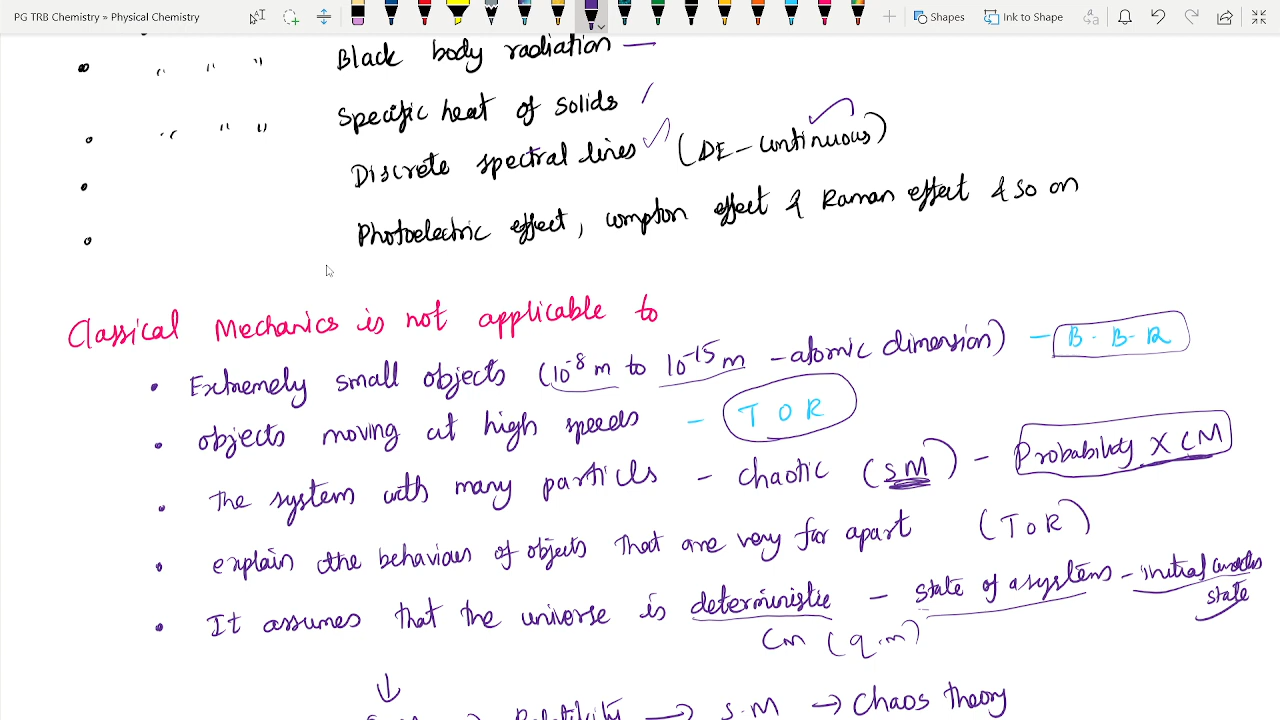 PG TRB Chemistry » Physical Chemistry Shapes Ink to Shape
• " " " Black body radiation —
• " " " Specific heat of solids
• Discrete spectral lines ✓ (DE - continuous)
• Photoelectric effect, compton effect & Raman effect & so on
Classical Mechanics is not applicable to
• Extremely small objects (10⁻⁸ m to 10⁻¹⁵ m - atomic dimension) - B. B. R
• objects moving at high speeds - T O R
• The system with many particles - chaotic (SM) - Probability X CM
• explain the behaviour of objects that are very far apart (T o R)
• It assumes that the universe is deterministic - state of a system - initial
state
Cm (q.m)
↓
→ S.M → Chaos theory